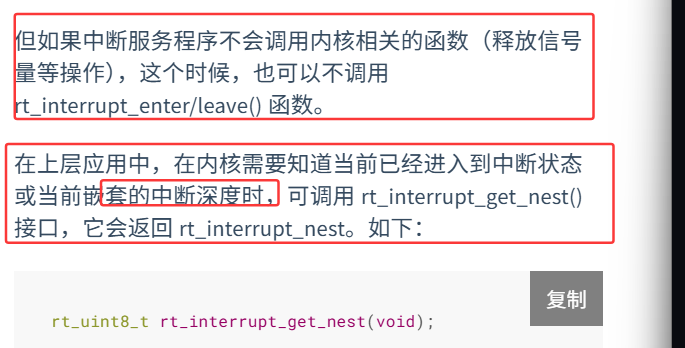 但如果中断服务程序不会调用内核相关的函数（释放信号
量等操作），这个时候，也可以不调用
rt_interrupt_enter/leave() 函数。
在上层应用中，在内核需要知道当前已经进入到中断状态
或当前嵌套的中断深度时，可调用 rt_interrupt_get_nest()
接口，它会返回 rt_interrupt_nest。如下：
复制
rt_uint8_t rt_interrupt_get_nest(void);